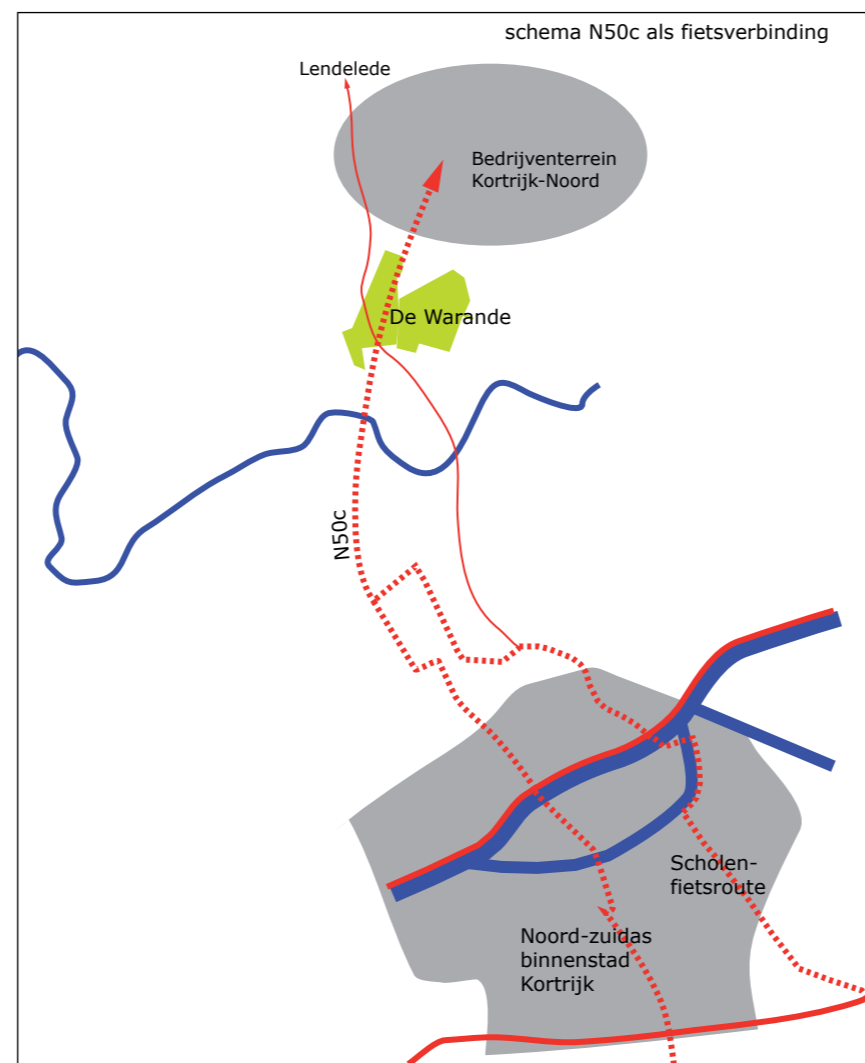 schema N50c als fietsverbinding
Lendelede
Bedrijventerrein
Kortrijk-Noord
De Warande
N50c
Scholen-
fietsroute
Noord-zuidas
binnenstad
Kortrijk